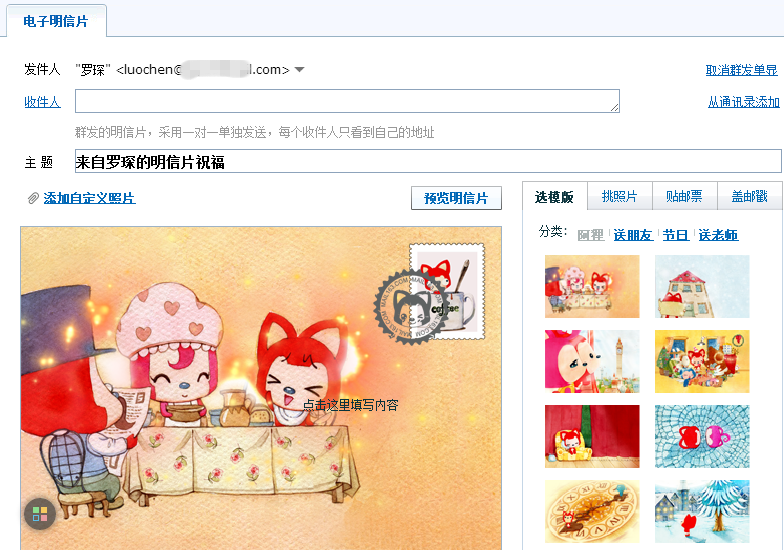 电子明信片
发件人 "罗琛" <luochen@ l.com>
取消群发单显
收件人
从通讯录添加
群发的明信片，采用一对一单独发送，每个收件人只看到自己的地址
主 题 来自罗琛的明信片祝福
添加自定义照片 预览明信片
选模版 挑照片 贴邮票 盖邮戳
分类： 阿狸 送朋友 节日 送老师
coffee
MAIL163.COM
点击这里填写内容